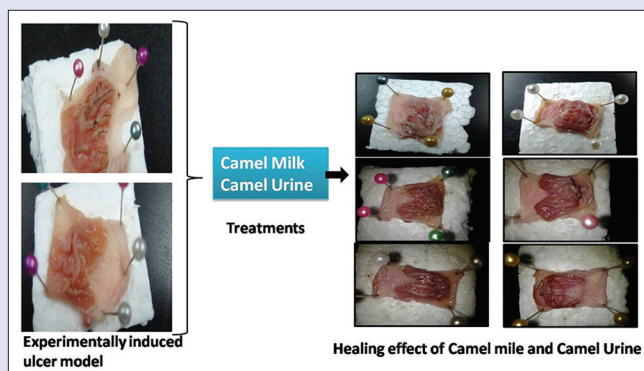 Camel Milk
Camel Urine
Treatments
Experimentally induced
ulcer model
Healing effect of Camel mile and Camel Urine